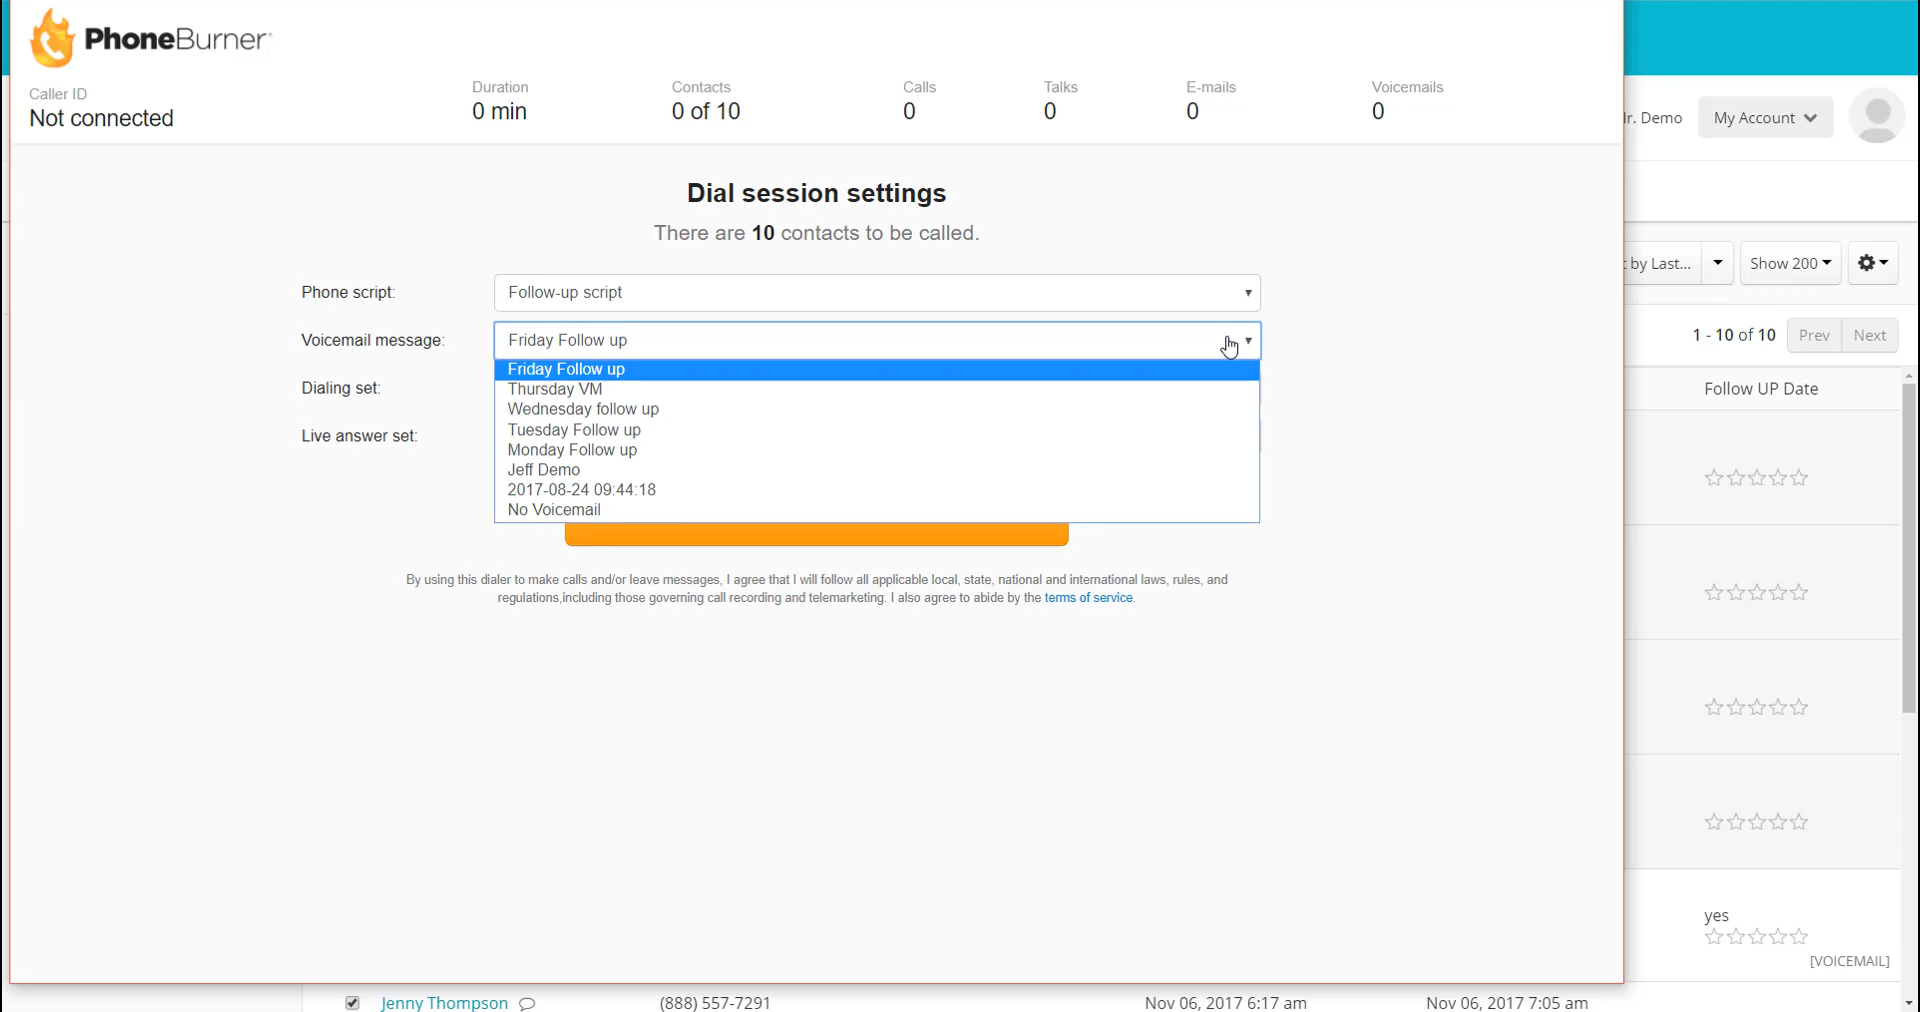 PhoneBurner
Caller ID
Not connected
Duration
0 min
Contacts
0 of 10
Calls
0
Talks
0
E-mails
0
Voicemails
0
Demo
My Account
Dial session settings
There are 10 contacts to be called.
Phone script:
Follow-up script
Voicemail message:
Friday Follow up
Friday Follow up
Thursday VM
Wednesday follow up
Tuesday Follow up
Monday Follow up
Jeff Demo
2017-08-24 09:44:18
No Voicemail
Dialing set:
Live answer set:
By using this dialer to make calls and/or leave messages, I agree that I will follow all applicable local, state, national and international laws, rules, and
regulations,including those governing call recording and telemarketing. I also agree to abide by the terms of service.
by Last...
Show 200
1 - 10 of 10
Prev
Next
Follow UP Date
yes
[VOICEMAIL]
Jenny Thompson
(888) 557-7291
Nov 06, 2017 6:17 am
Nov 06, 2017 7:05 am